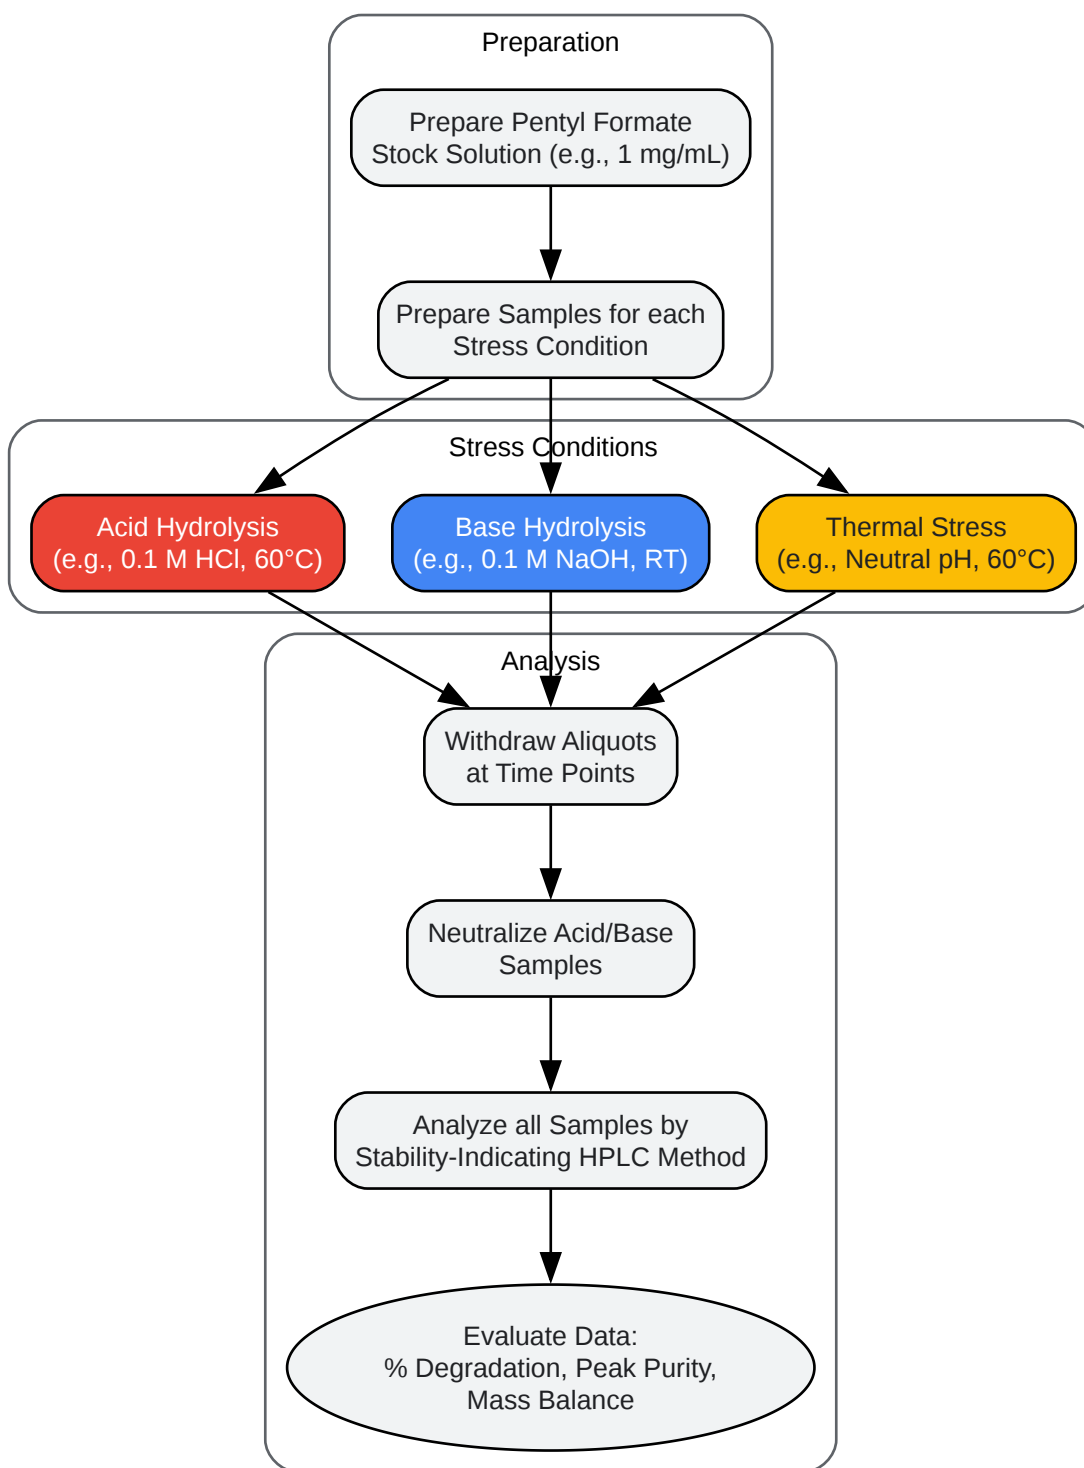 Preparation
Prepare Pentyl Formate
Stock Solution (e.g., 1 mg/mL)
Prepare Samples for each
Stress Condition
Stress Conditions
Acid Hydrolysis
(e.g., 0.1 M HCl, 60°C)
Base Hydrolysis
(e.g., 0.1 M NaOH, RT)
Thermal Stress
(e.g., Neutral pH, 60°C)
Analysis
Withdraw Aliquots
at Time Points
Neutralize Acid/Base
Samples
Analyze all Samples by
Stability-Indicating HPLC Method
Evaluate Data:
% Degradation, Peak Purity,
Mass Balance